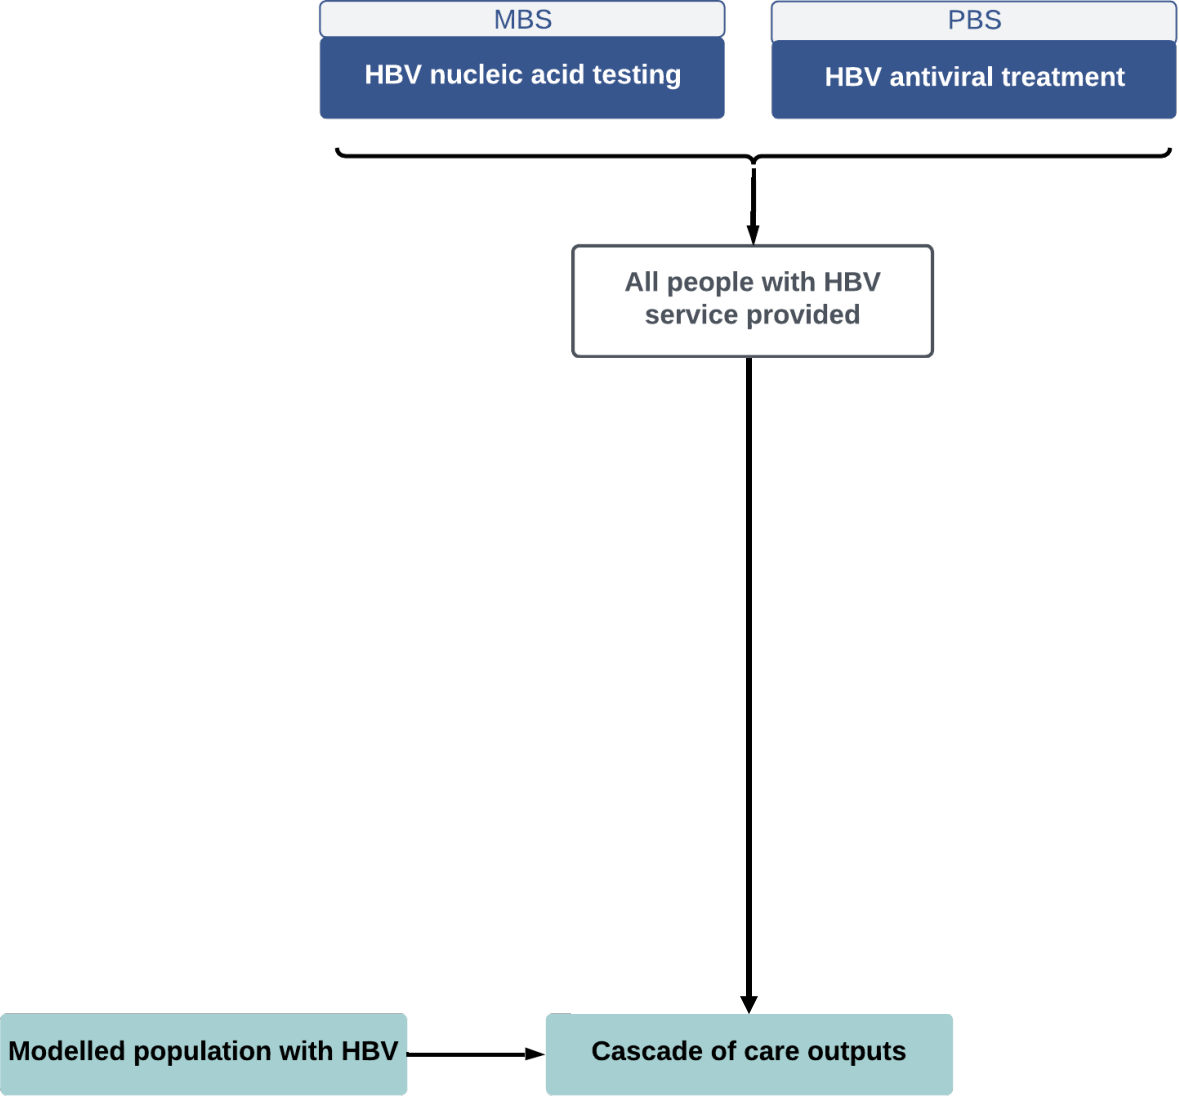 MBS
HBV nucleic acid testing
PBS
HBV antiviral treatment
All people with HBV
service provided
Modelled population with HBV
Cascade of care outputs